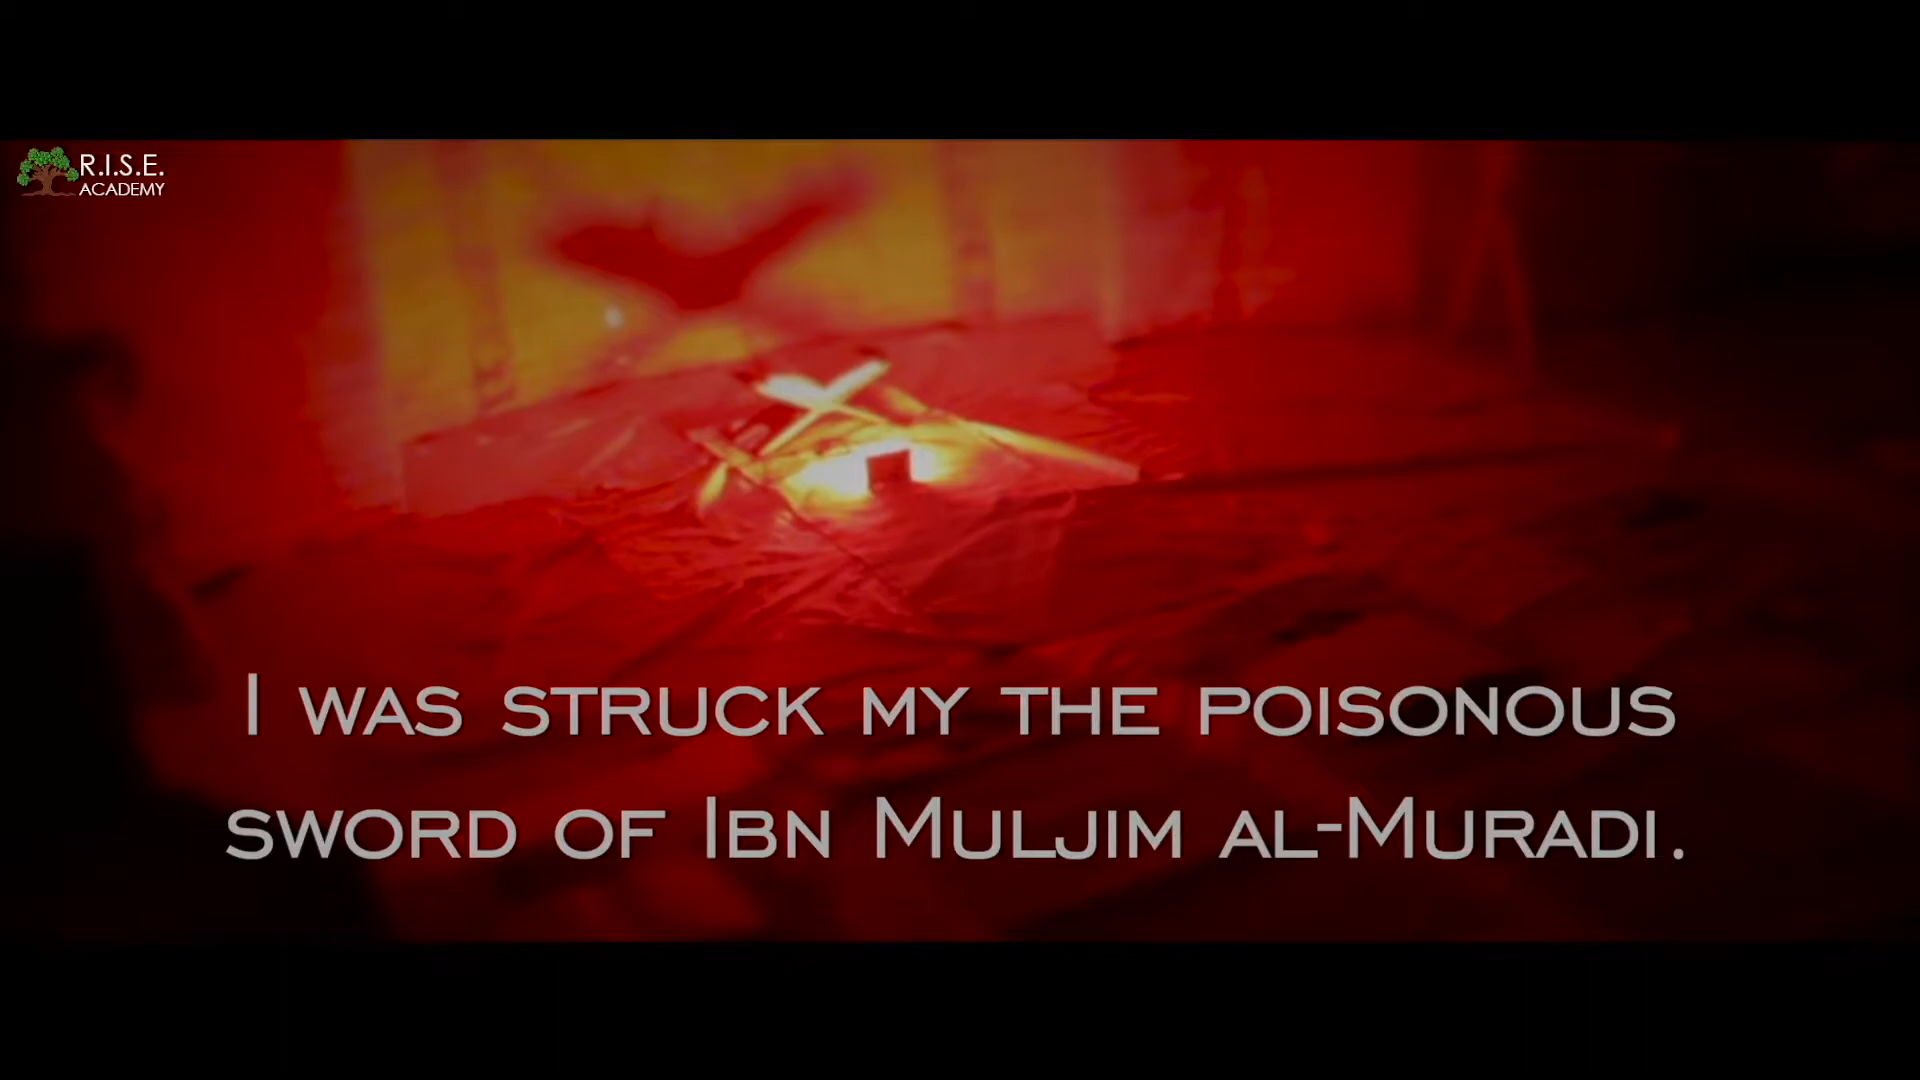 R.I.S.E.
ACADEMY
I WAS STRUCK MY THE POISONOUS
SWORD OF IBN MULJIM AL-MURADI.